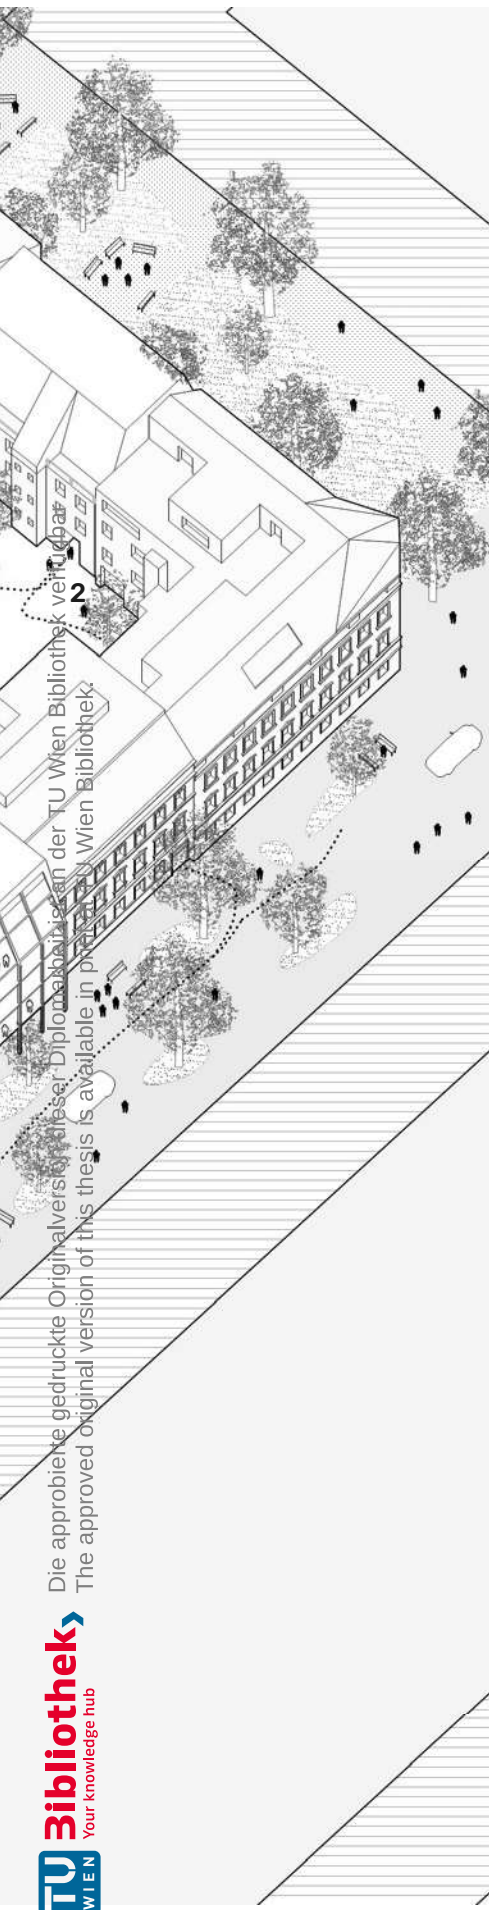 2
Die approbierte gedruckte Originalversion dieser Diplomarbeit ist an der TU Wien Bibliothek verfügbar
The approved original version of this thesis is available in print at TU Wien Bibliothek.
Bibliothek
Your knowledge hub
TU
WIEN